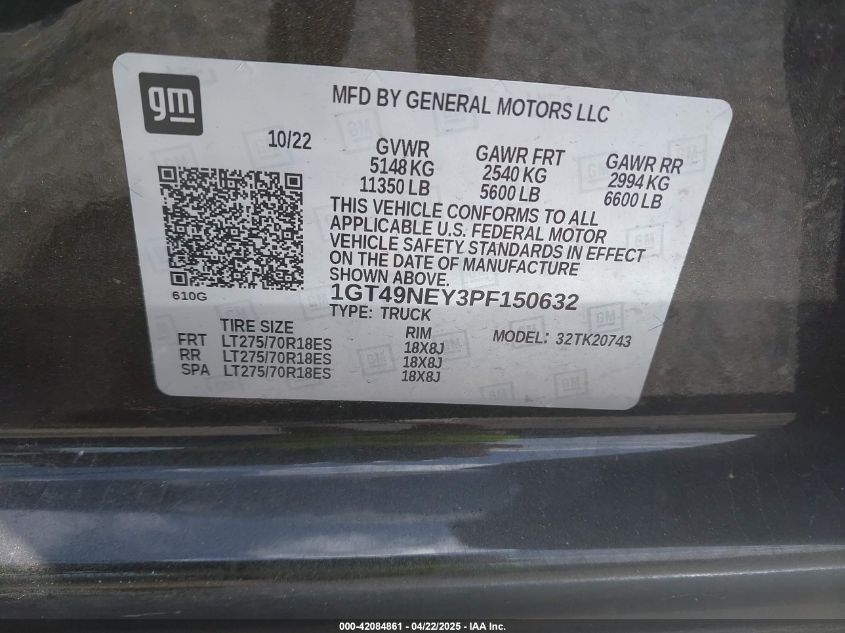 gm
MFD BY GENERAL MOTORS LLC
10/22
GVWR
5148 KG
11350 LB
GAWR FRT
2540 KG
5600 LB
GAWR RR
2994 KG
6600 LB
THIS VEHICLE CONFORMS TO ALL
APPLICABLE U.S. FEDERAL MOTOR
VEHICLE SAFETY STANDARDS IN EFFECT
ON THE DATE OF MANUFACTURE
SHOWN ABOVE.
1GT49NEY3PF150632
TYPE: TRUCK
610G
TIRE SIZE RIM
FRT LT275/70R18ES 18X8J
RR LT275/70R18ES 18X8J
SPA LT275/70R18ES 18X8J
MODEL: 32TK20743
000-42084861 - 04/22/2025 - IAA Inc.